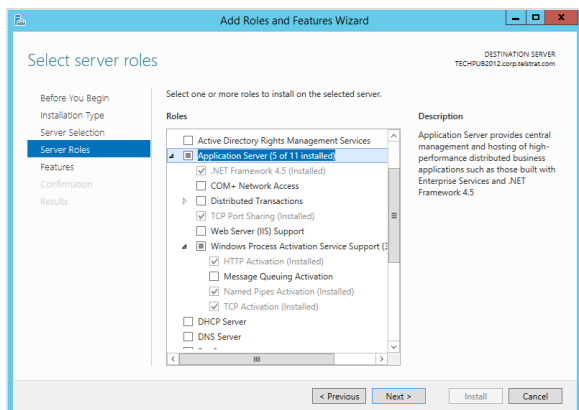 Add Roles and Features Wizard
Select server roles
DESTINATION SERVER
TECHPUB2012.corp.telstrat.com
Before You Begin
Installation Type
Server Selection
Server Roles
Features
Confirmation
Results
Select one or more roles to install on the selected server.
Roles
Active Directory Rights Management Services
Application Server (5 of 11 installed)
.NET Framework 4.5 (Installed)
COM+ Network Access
Distributed Transactions
TCP Port Sharing (Installed)
Web Server (IIS) Support
Windows Process Activation Service Support (3
HTTP Activation (Installed)
Message Queuing Activation
Named Pipes Activation (Installed)
TCP Activation (Installed)
DHCP Server
DNS Server
Description
Application Server provides central
management and hosting of high-
performance distributed business
applications such as those built with
Enterprise Services and .NET
Framework 4.5
< Previous
Next >
Install
Cancel